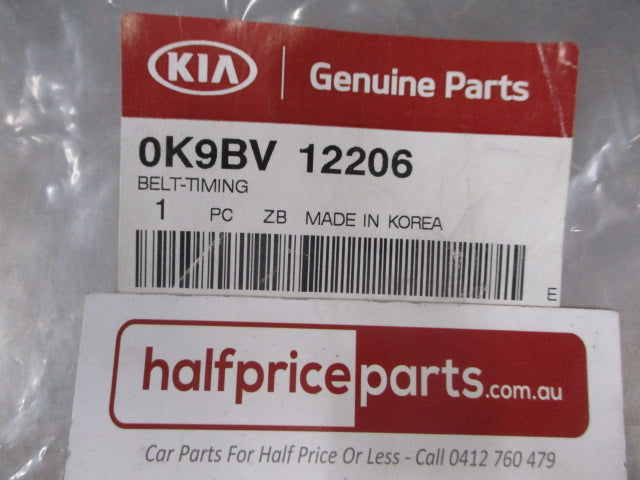 KIA Genuine Parts
0K9BV 12206
BELT-TIMING
1 PC ZB MADE IN KOREA
E
halfpriceparts.com.au
Car Parts For Half Price Or Less - Call 0412 760 479